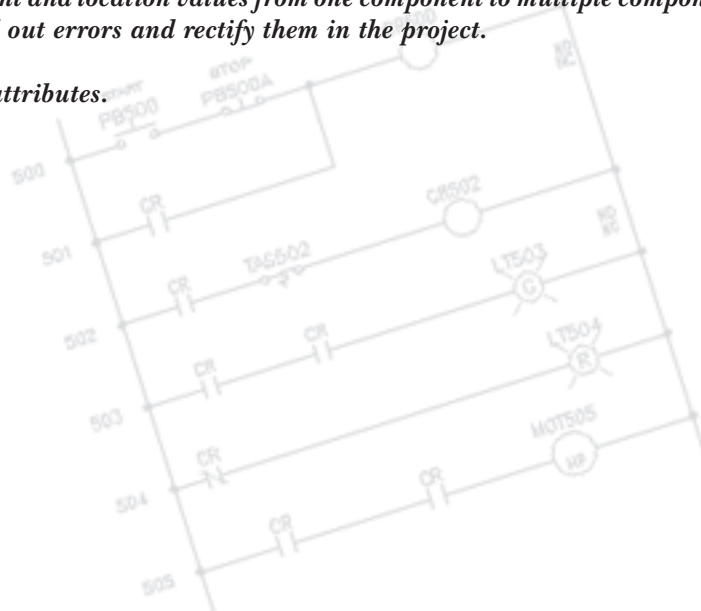 nt and location values from one component to multiple compon
out errors and rectify them in the project.
attributes.
START
STOP
PB500
PB500A
500
CR
501
CR502
CR
TAS502
502
LT503
G
CR
CR
503
LT504
R
CR
504
MOT505
HP
CR
CR
505